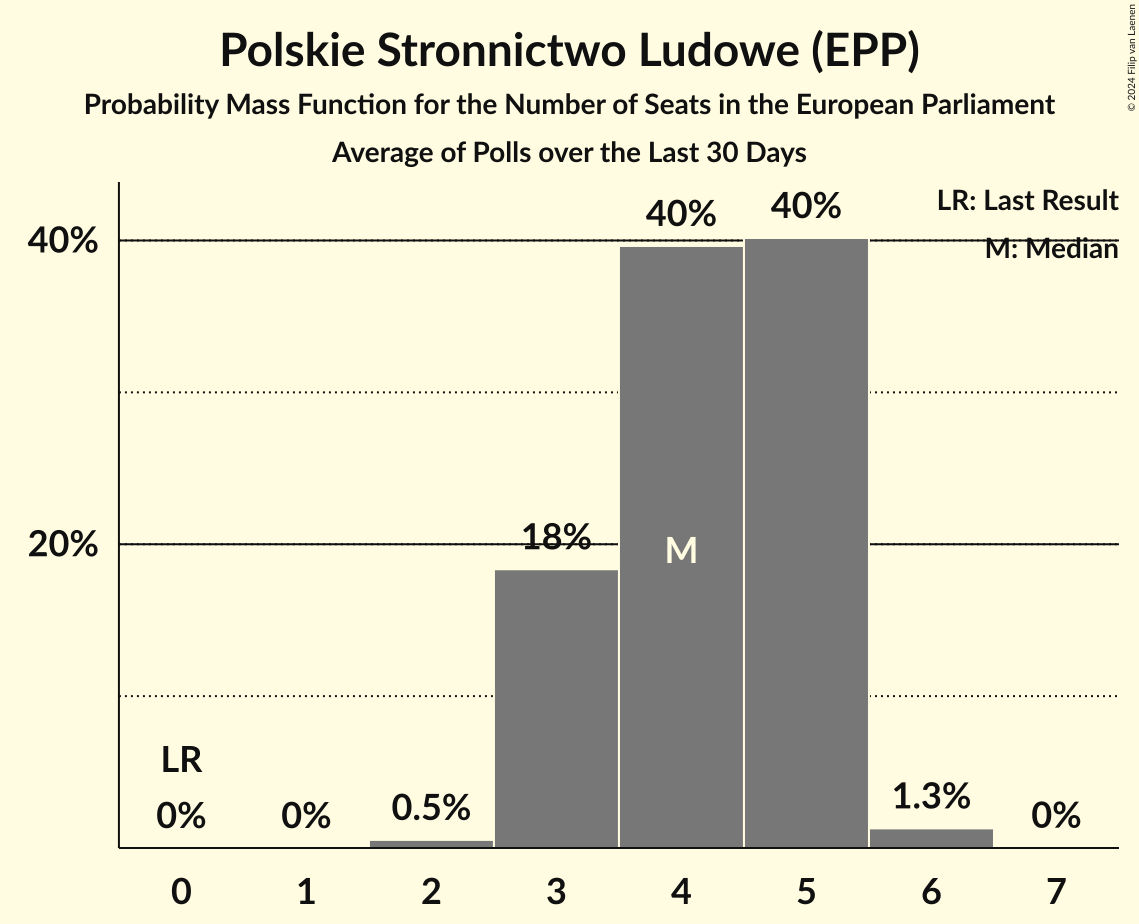 Polskie Stronnictwo Ludowe (EPP)
Probability Mass Function for the Number of Seats in the European Parliament
Average of Polls over the Last 30 Days
© 2024 Filip van Laenen
LR: Last Result
M: Median
40%
20%
LR
0%
0%
0.5%
18%
40%
M
40%
1.3%
0%
0
1
2
3
4
5
6
7